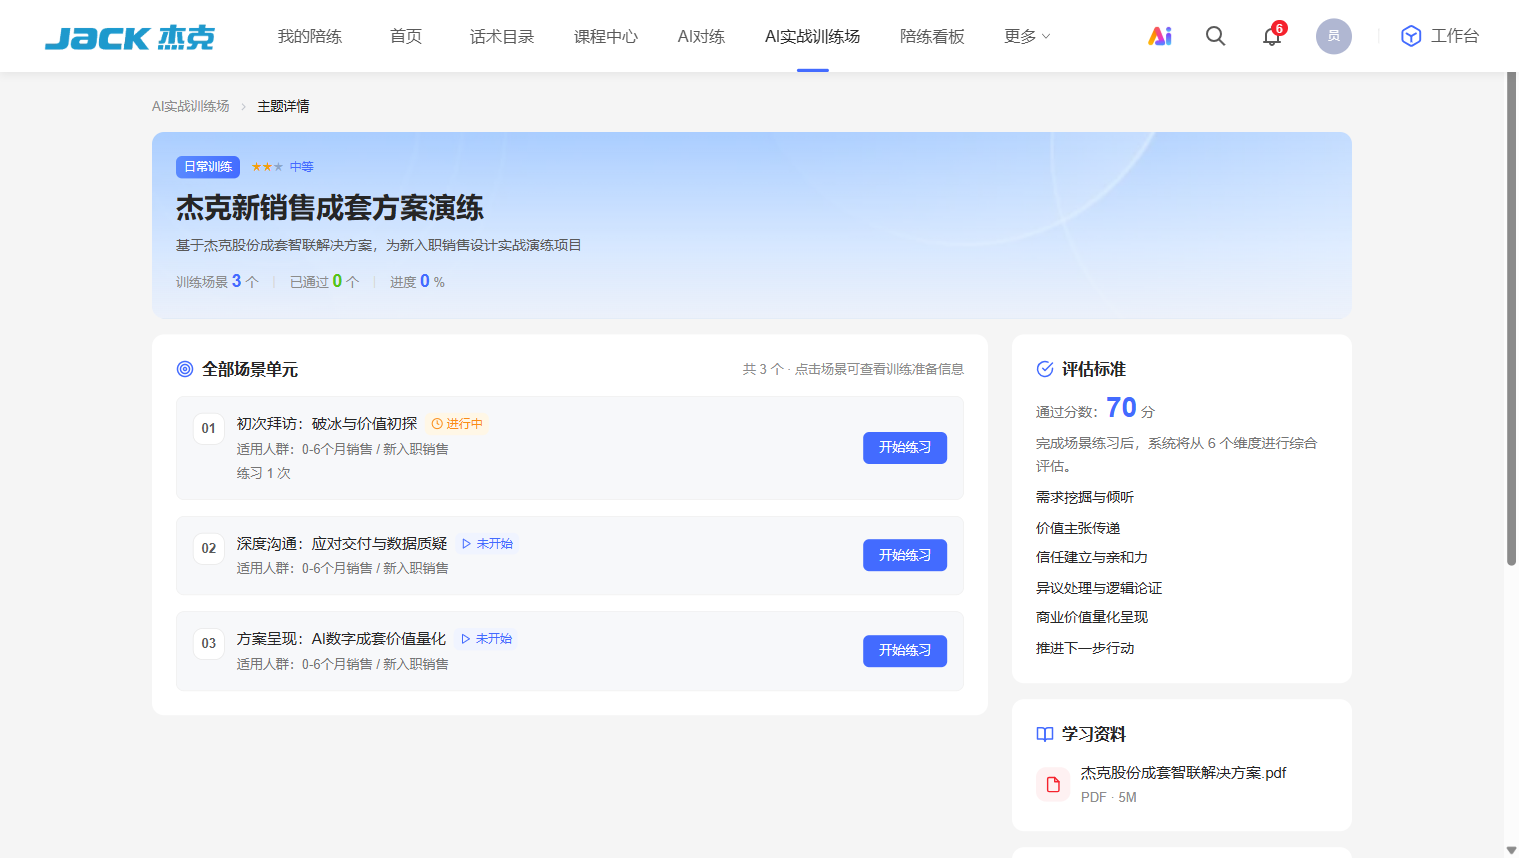 Jack 杰克
我的陪练
首页
话术目录
课程中心
AI对练
AI实战训练场
陪练看板
更多
Ai
6
员
工作台
AI实战训练场 › 主题详情
日常训练 ★★★ 中等
杰克新销售成套方案演练
基于杰克股份成套智联解决方案，为新入职销售设计实战演练项目
训练场景 3 个 | 已通过 0 个 | 进度 0 %
全部场景单元
共 3 个 · 点击场景可查看训练准备信息
01
初次拜访：破冰与价值初探 进行中
适用人群：0-6个月销售 / 新入职销售
练习 1 次
开始练习
02
深度沟通：应对交付与数据质疑 未开始
适用人群：0-6个月销售 / 新入职销售
开始练习
03
方案呈现：AI数字成套价值量化 未开始
适用人群：0-6个月销售 / 新入职销售
开始练习
评估标准
通过分数：70 分
完成场景练习后，系统将从 6 个维度进行综合
评估。
需求挖掘与倾听
价值主张传递
信任建立与亲和力
异议处理与逻辑论证
商业价值量化呈现
推进下一步行动
学习资料
杰克股份成套智联解决方案.pdf
PDF · 5M